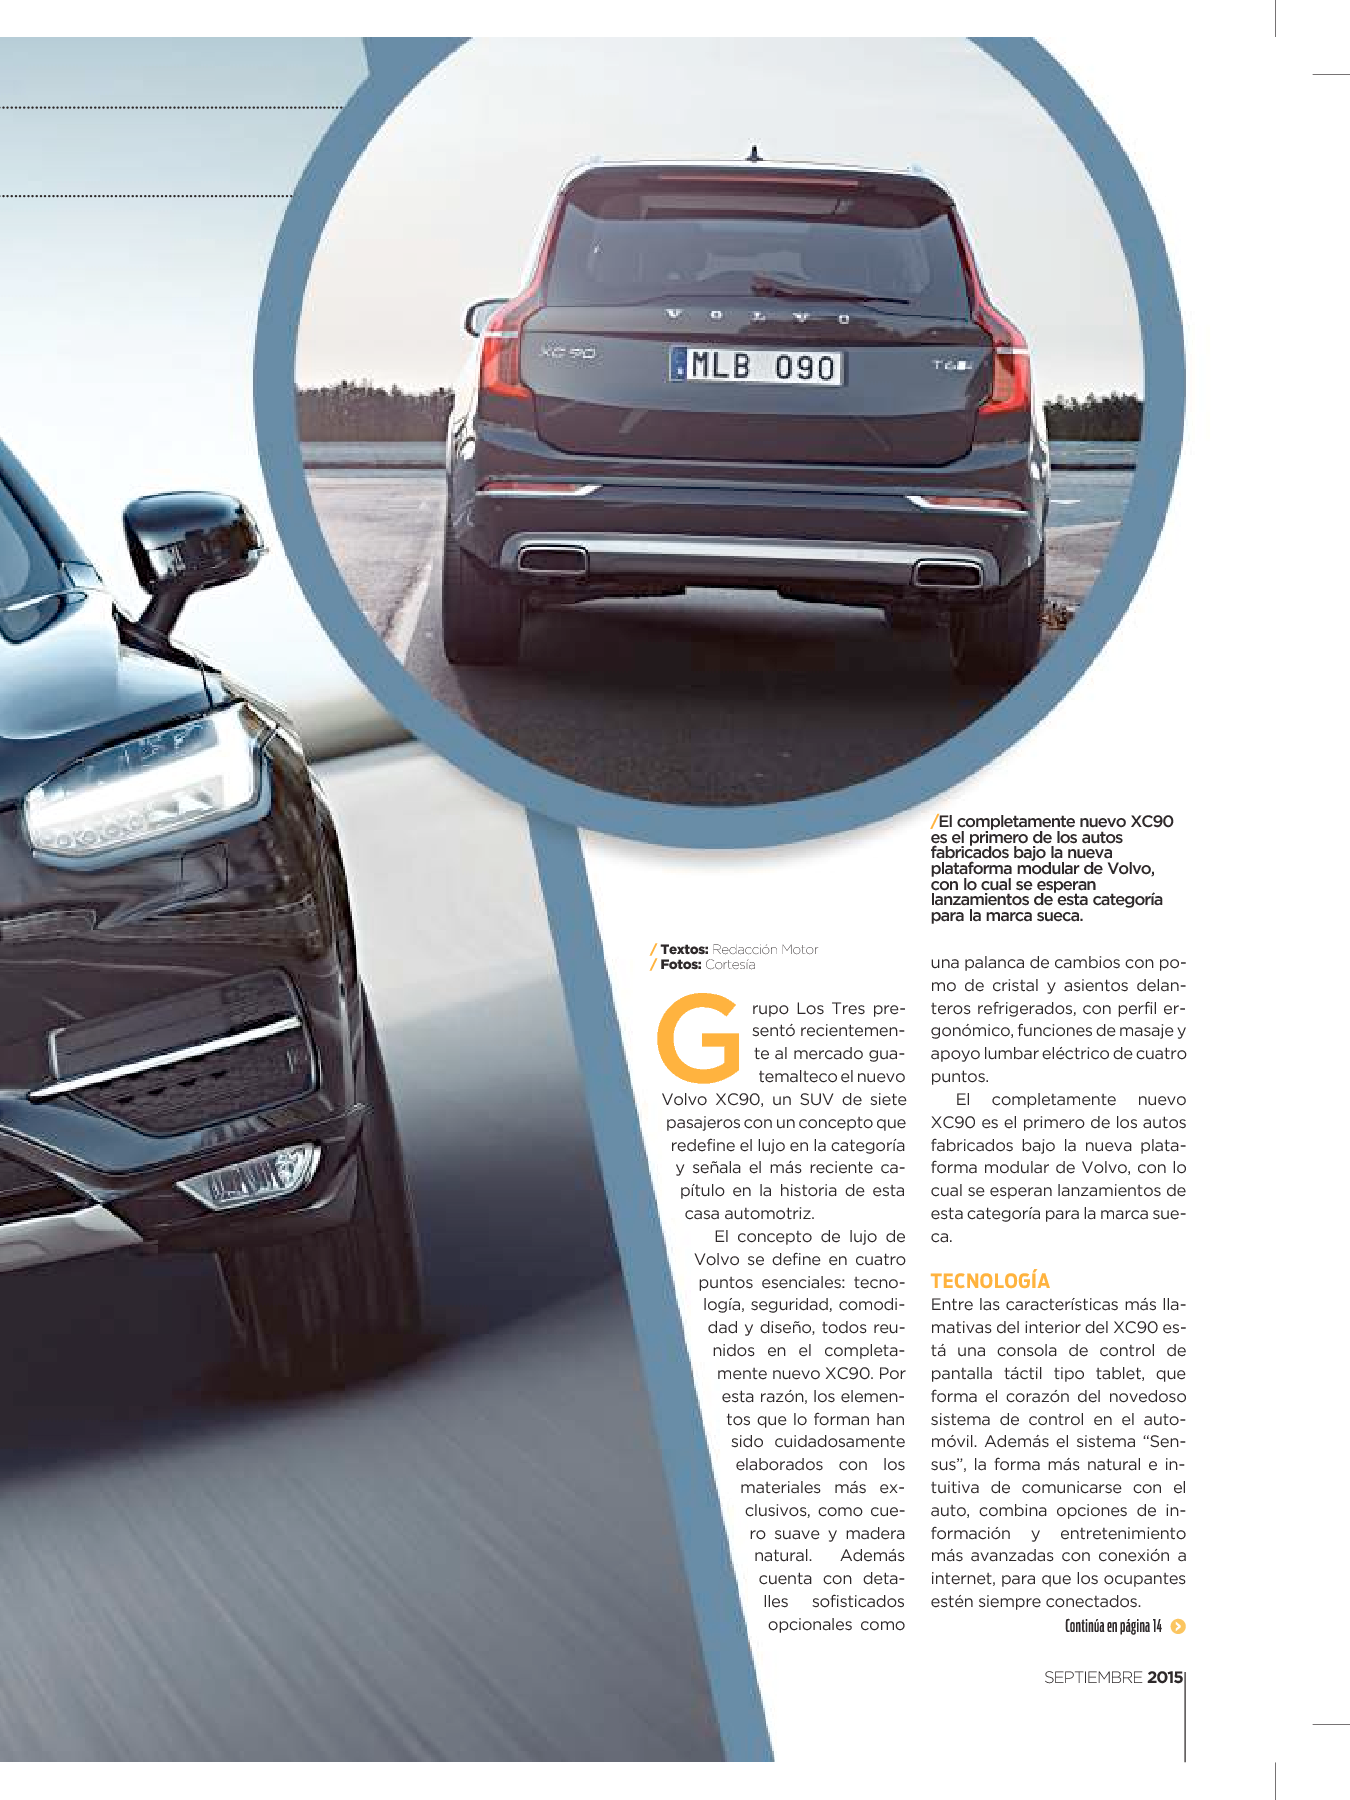 VOLVO
XC90
MLB 090
T6
/El completamente nuevo XC90
es el primero de los autos
fabricados bajo la nueva
plataforma modular de Volvo,
con lo cual se esperan
lanzamientos de esta categoría
para la marca sueca.
/ Textos: Redacción Motor
/ Fotos: Cortesía
Grupo Los Tres pre-
sentó recientemen-
te al mercado gua-
temalteco el nuevo
Volvo XC90, un SUV de siete
pasajeros con un concepto que
redefine el lujo en la categoría
y señala el más reciente ca-
pítulo en la historia de esta
casa automotriz.
El concepto de lujo de
Volvo se define en cuatro
puntos esenciales: tecno-
logía, seguridad, comodi-
dad y diseño, todos reu-
nidos en el completa-
mente nuevo XC90. Por
esta razón, los elemen-
tos que lo forman han
sido cuidadosamente
elaborados con los
materiales más ex-
clusivos, como cue-
ro suave y madera
natural. Además
cuenta con deta-
lles sofisticados
opcionales como
una palanca de cambios con po-
mo de cristal y asientos delan-
teros refrigerados, con perfil er-
gonómico, funciones de masaje y
apoyo lumbar eléctrico de cuatro
puntos.
El completamente nuevo
XC90 es el primero de los autos
fabricados bajo la nueva plata-
forma modular de Volvo, con lo
cual se esperan lanzamientos de
esta categoría para la marca sue-
ca.
TECNOLOGÍA
Entre las características más lla-
mativas del interior del XC90 es-
tá una consola de control de
pantalla táctil tipo tablet, que
forma el corazón del novedoso
sistema de control en el auto-
móvil. Además el sistema “Sen-
sus”, la forma más natural e in-
tuitiva de comunicarse con el
auto, combina opciones de in-
formación y entretenimiento
más avanzadas con conexión a
internet, para que los ocupantes
estén siempre conectados.
Continúa en página 14
SEPTIEMBRE 2015